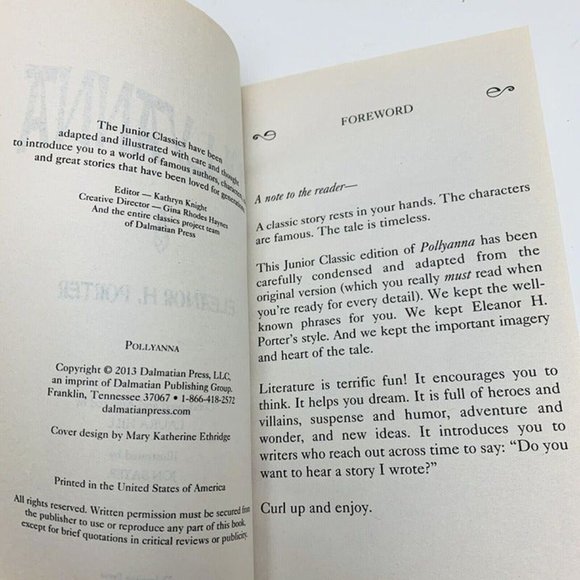 The Junior Classics have been
adapted and illustrated with care and thought
to introduce you to a world of famous authors, characters,
and great stories that have been loved for generations.
Editor — Kathryn Knight
Creative Director — Gina Rhodes Haynes
And the entire classics project team
of Dalmatian Press
ELEANOR H. PORTER
POLLYANNA
Copyright © 2013 Dalmatian Press, LLC,
an imprint of Dalmatian Publishing Group.
Franklin, Tennessee 37067 • 1-866-418-2572
dalmatianpress.com
Cover design by Mary Katherine Ethridge
Printed in the United States of America
All rights reserved. Written permission must be secured from
the publisher to use or reproduce any part of this book,
except for brief quotations in critical reviews or publicity.
FOREWORD
A note to the reader—
A classic story rests in your hands. The characters
are famous. The tale is timeless.
This Junior Classic edition of Pollyanna has been
carefully condensed and adapted from the
original version (which you really must read when
you're ready for every detail). We kept the well-
known phrases for you. We kept Eleanor H.
Porter's style. And we kept the important imagery
and heart of the tale.
Literature is terrific fun! It encourages you to
think. It helps you dream. It is full of heroes and
villains, suspense and humor, adventure and
wonder, and new ideas. It introduces you to
writers who reach out across time to say: “Do you
want to hear a story I wrote?”
Curl up and enjoy.